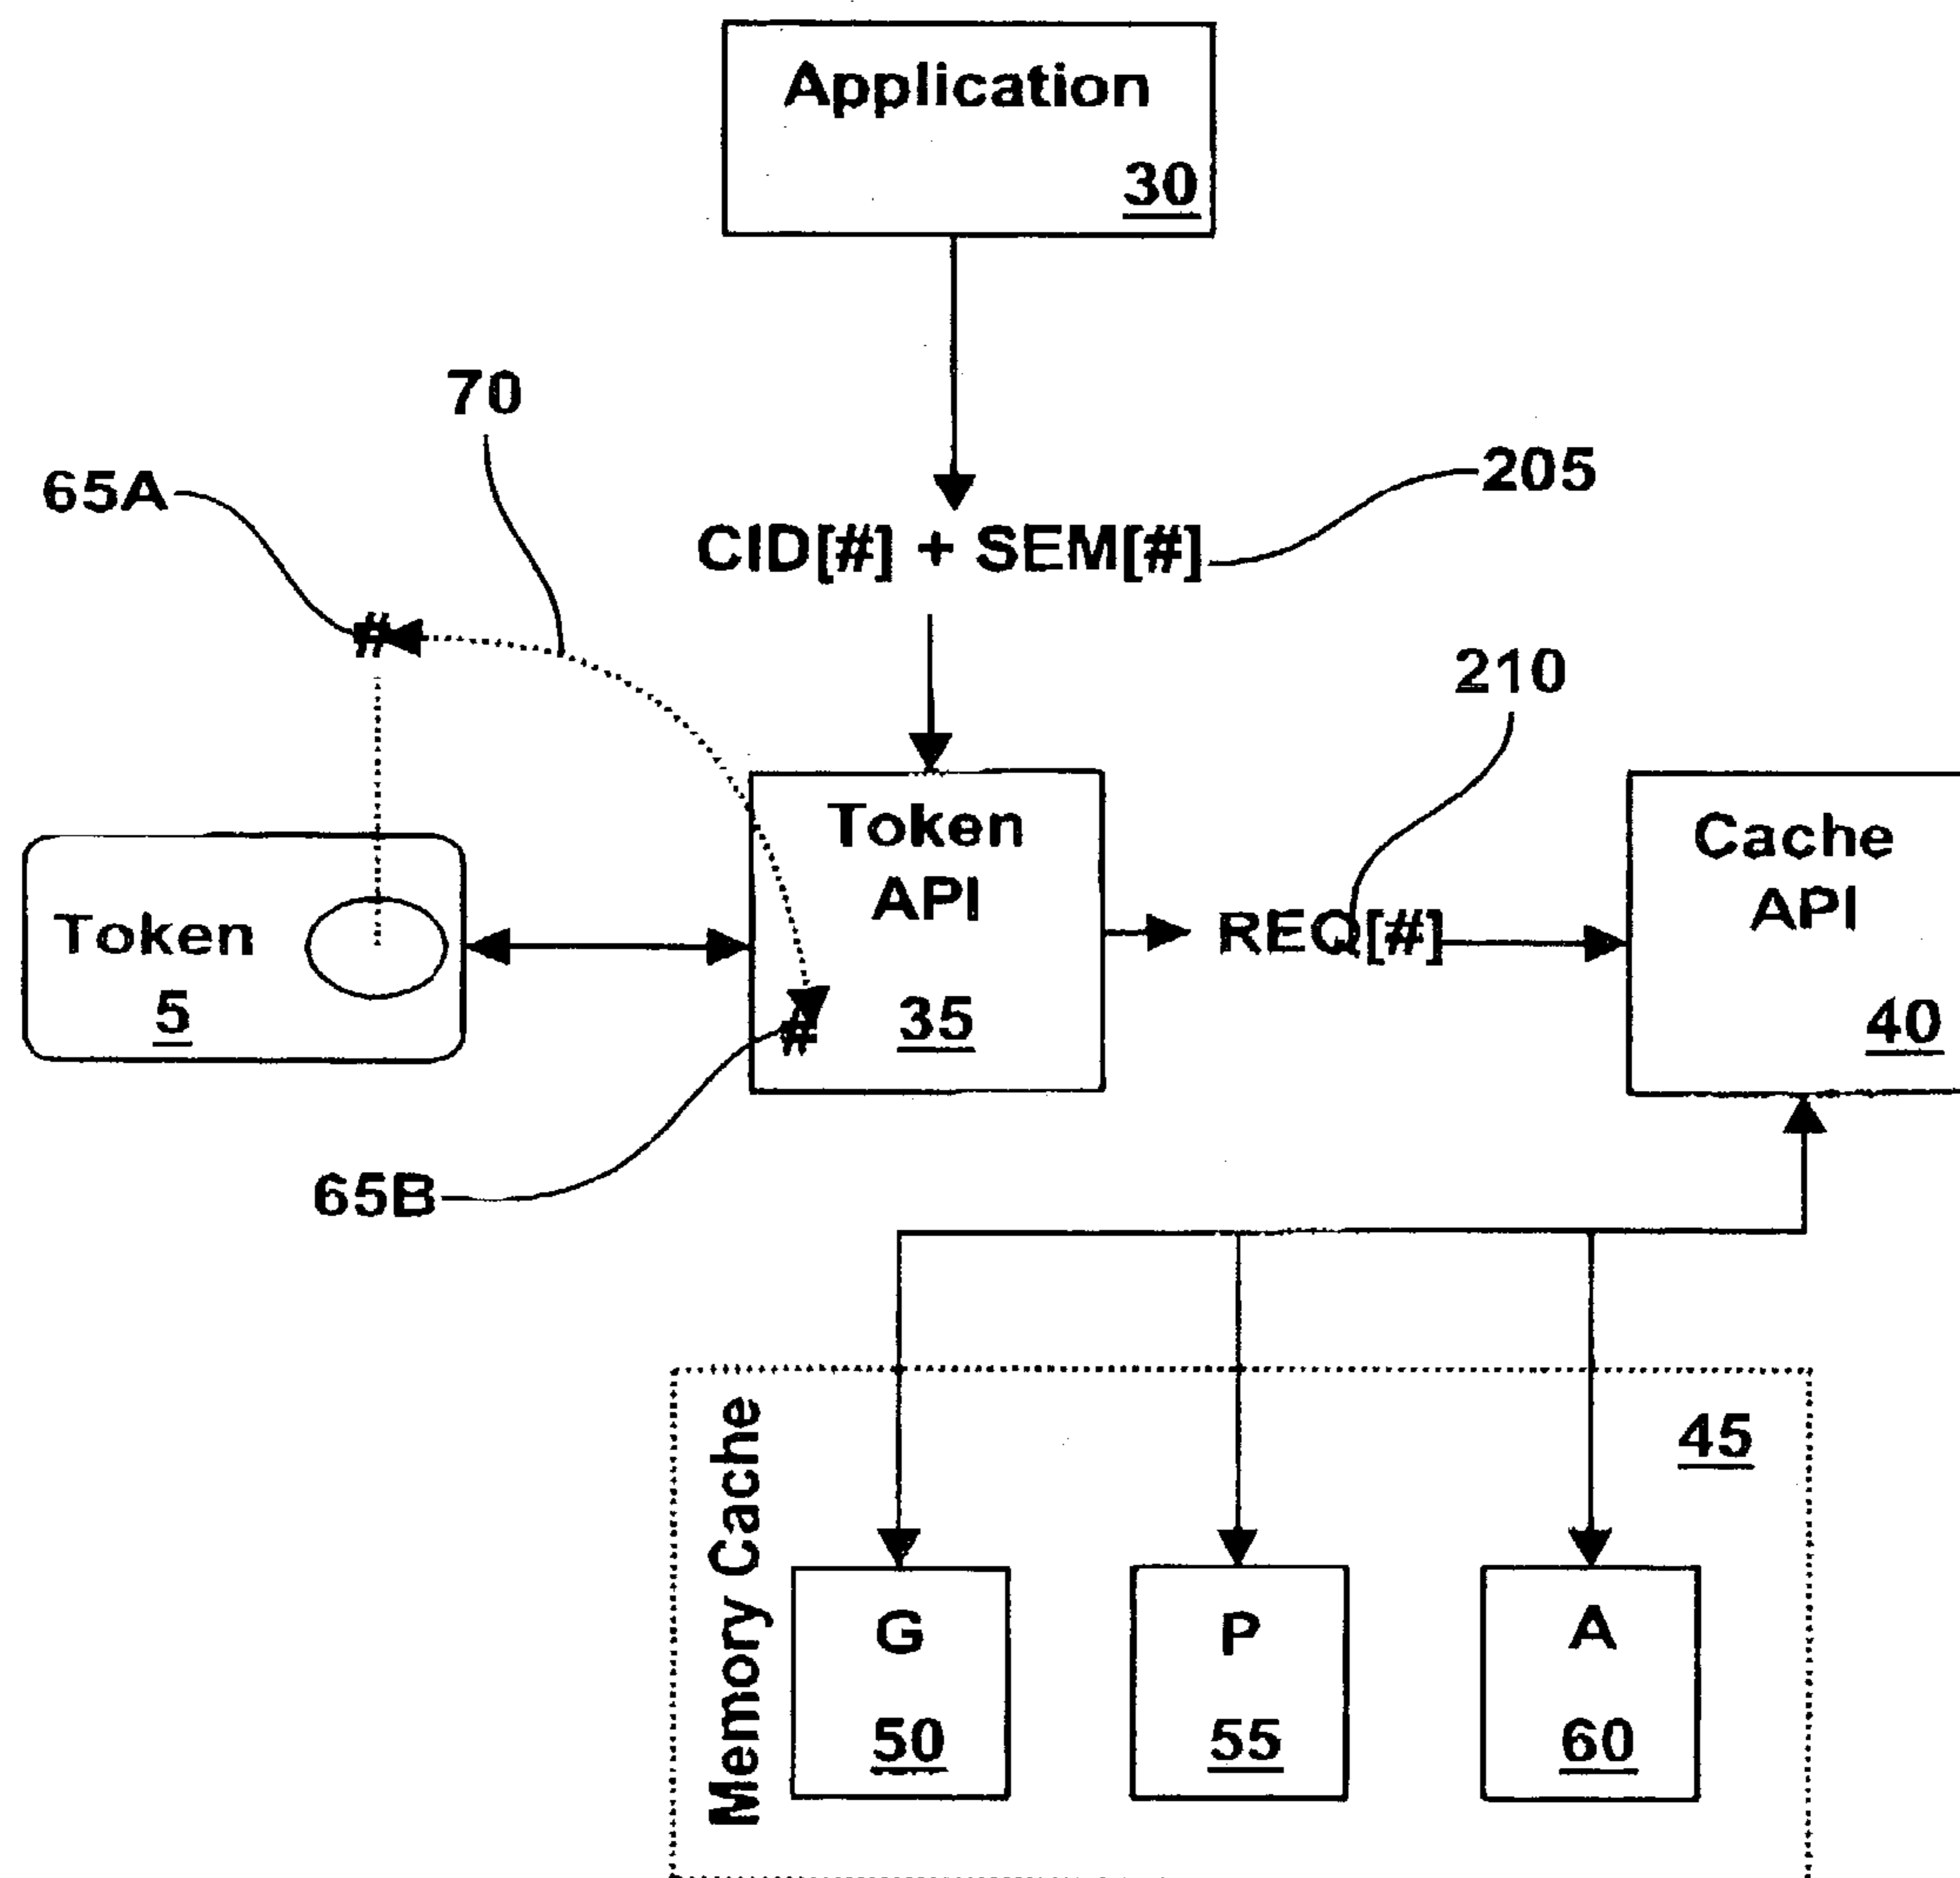 Application
30
70
65A
205
CID[#] + SEM[#]
#
210
Token
API
35
#
Token
5
REQ[#]
Cache
API
40
65B
Memory Cache
45
G
50
P
55
A
60